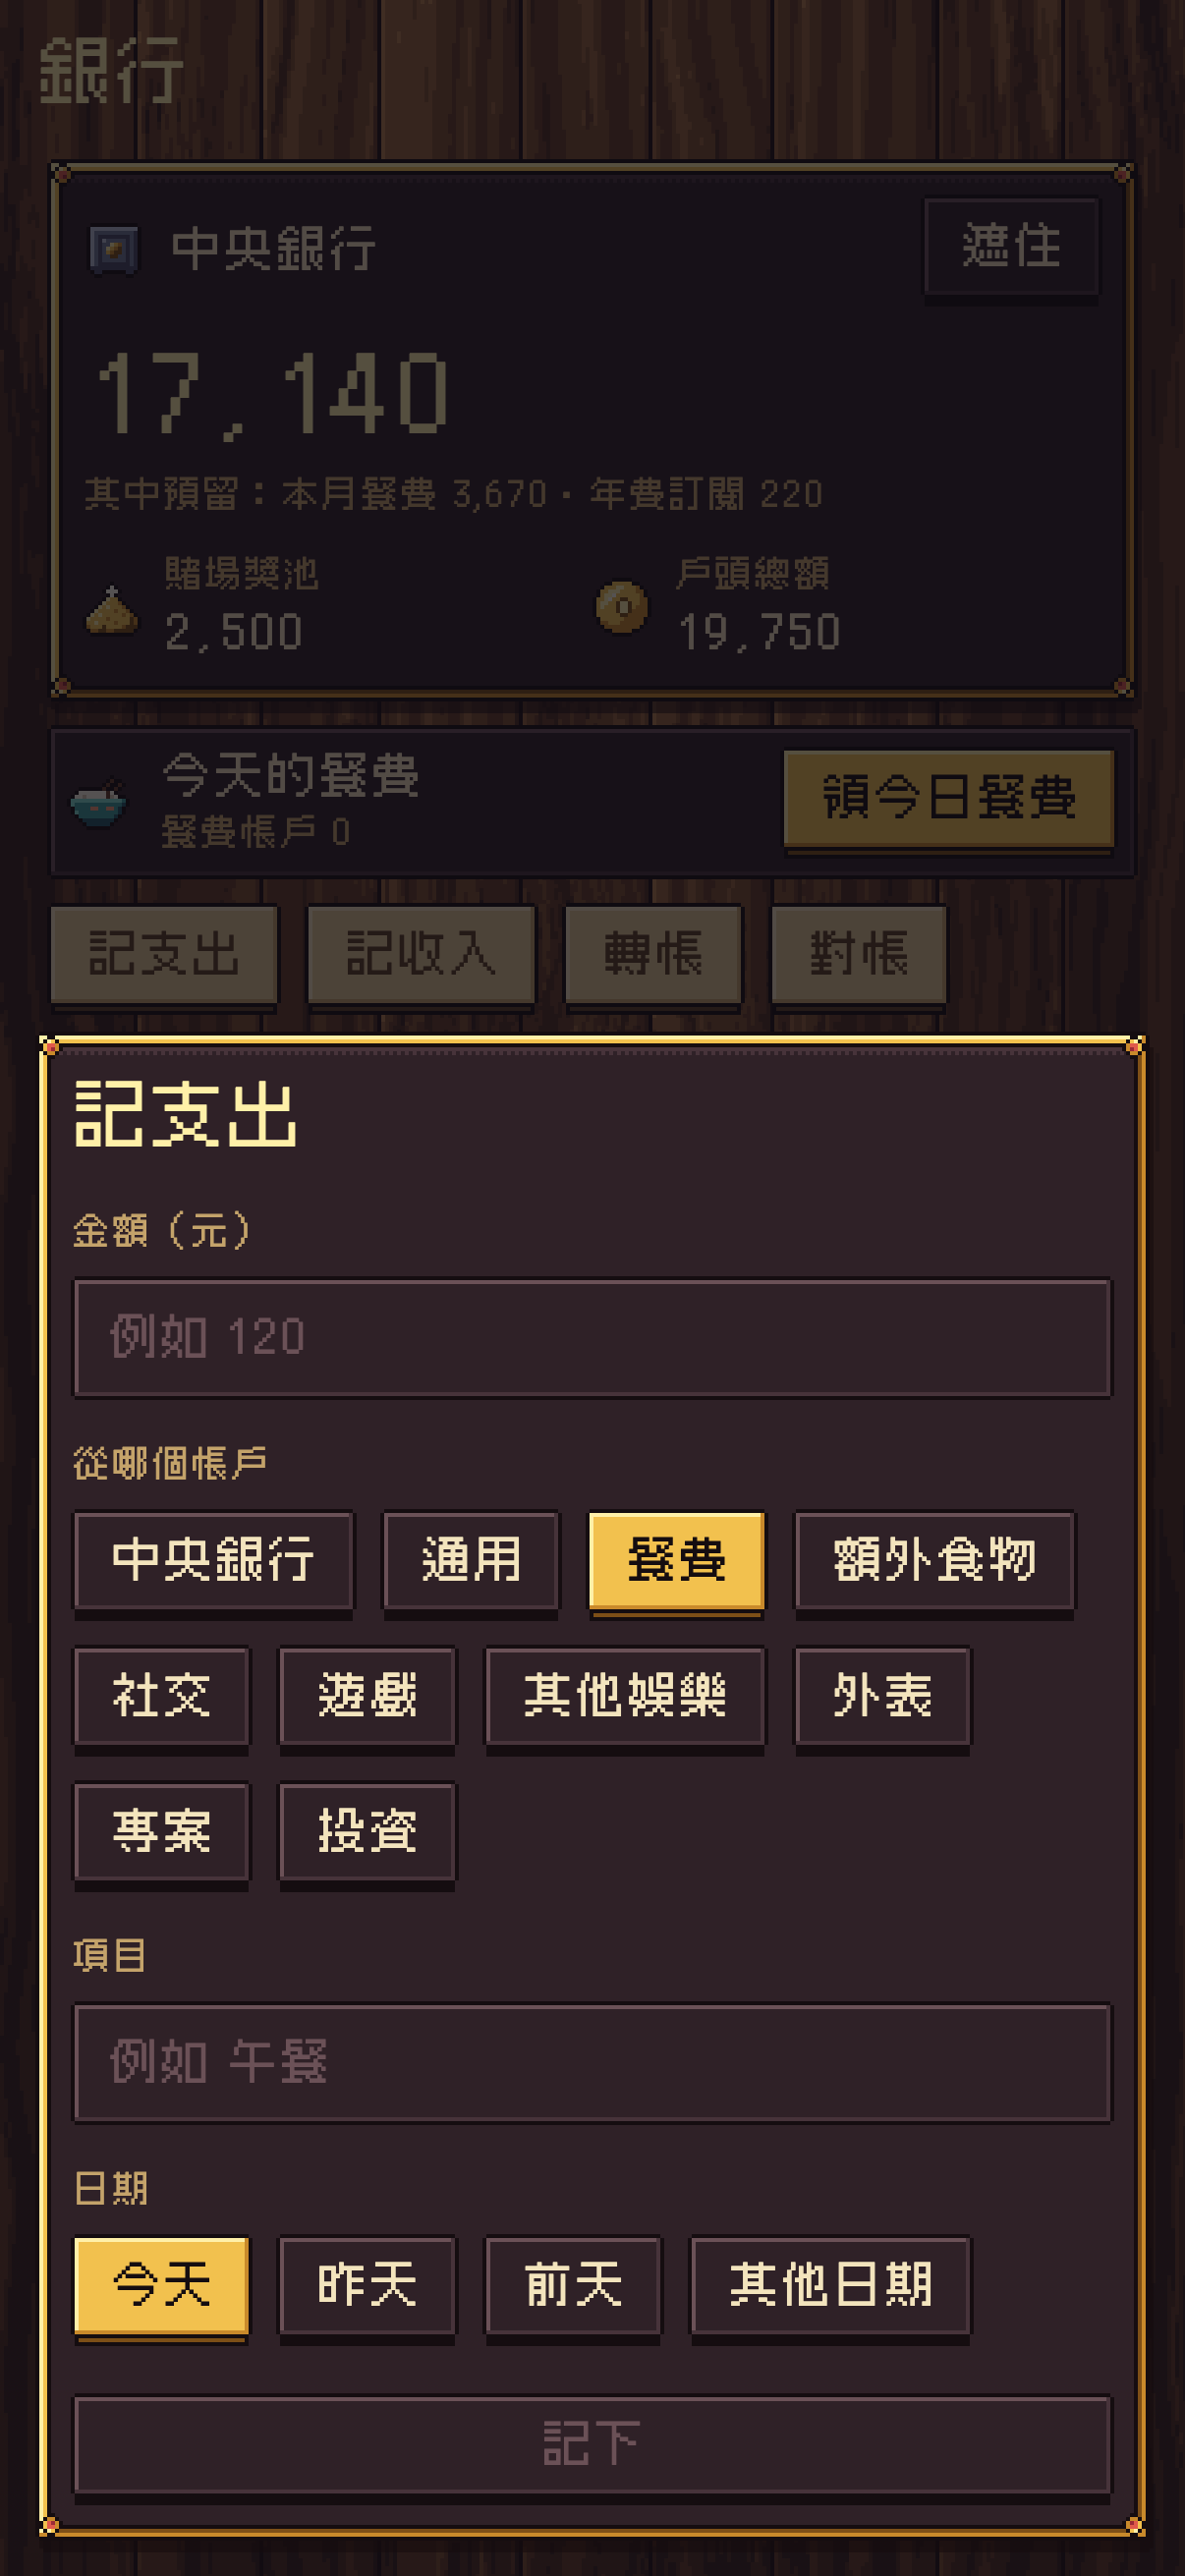 銀行
中央銀行
遮住
17,140
其中預留：本月餐費 3,670・年費訂閱 220
賭場獎池
戶頭總額
2,500
19,750
今天的餐費
餐費帳戶 0
領今日餐費
記支出
記收入
轉帳
對帳
記支出
金額（元）
例如 120
從哪個帳戶
中央銀行
通用
餐費
額外食物
社交
遊戲
其他娛樂
外表
專案
投資
項目
例如 午餐
日期
今天
昨天
前天
其他日期
記下